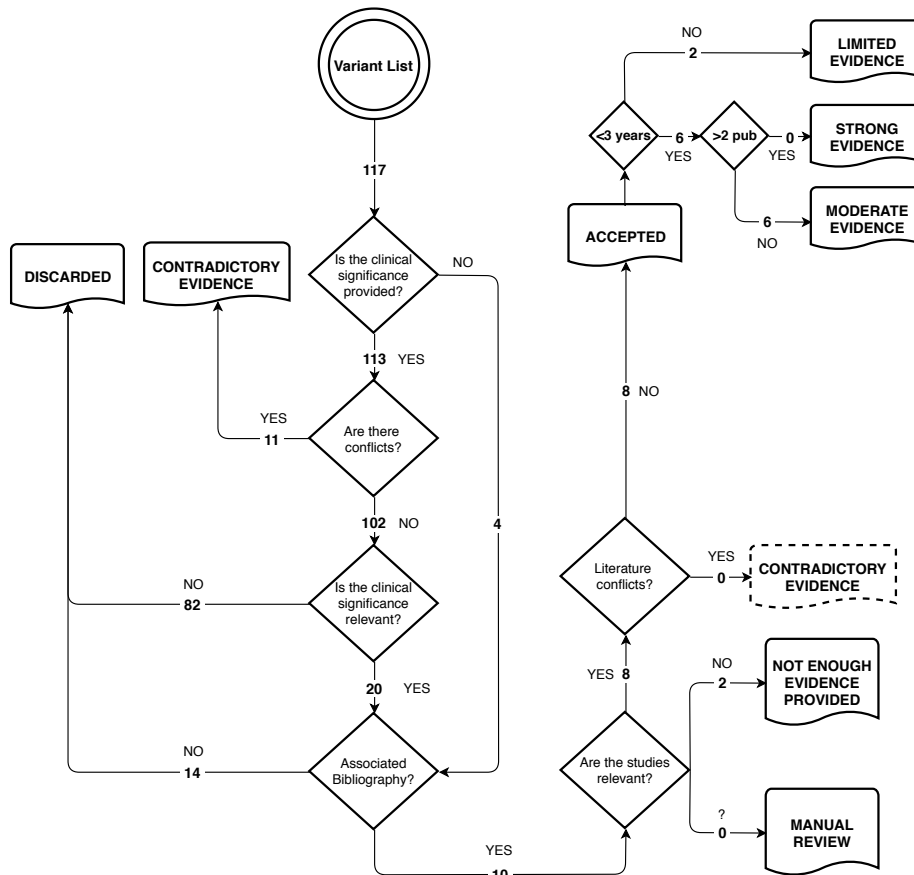 Variant List
117
Is the clinical
significance
provided?
NO
113 YES
DISCARDED
CONTRADICTORY
EVIDENCE
Are there
conflicts?
YES
11
102 NO
4
Is the clinical
significance
relevant?
NO
82
20 YES
Associated
Bibliography?
NO
14
YES
10
Are the studies
relevant?
NO
2
NOT ENOUGH
EVIDENCE
PROVIDED
?
0
MANUAL
REVIEW
YES 8
Literature
conflicts?
YES
0
CONTRADICTORY
EVIDENCE
8 NO
ACCEPTED
<3 years
NO
2
LIMITED
EVIDENCE
6
YES
>2 pub
0
YES
STRONG
EVIDENCE
6
NO
MODERATE
EVIDENCE